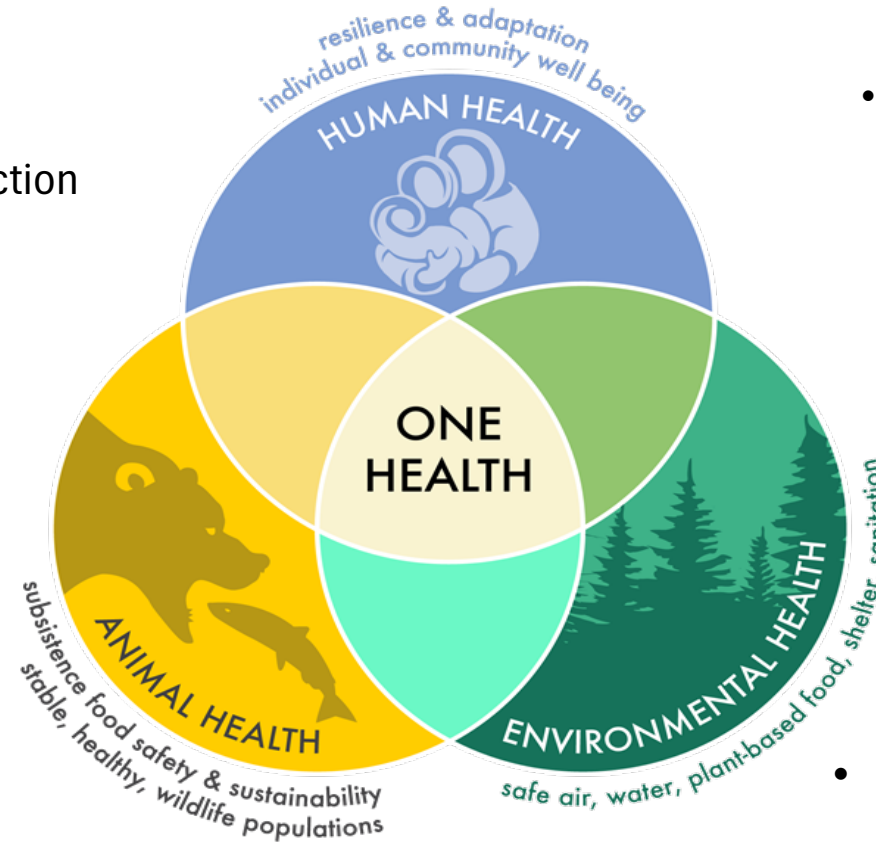 resilience & adaptation
individual & community well being
HUMAN HEALTH
ction
ONE
HEALTH
ANIMAL HEALTH
subsistence food safety & sustainability
stable, healthy, wildlife populations
ENVIRONMENTAL HEALTH
safe air, water, plant-based food, shelter, sanitation